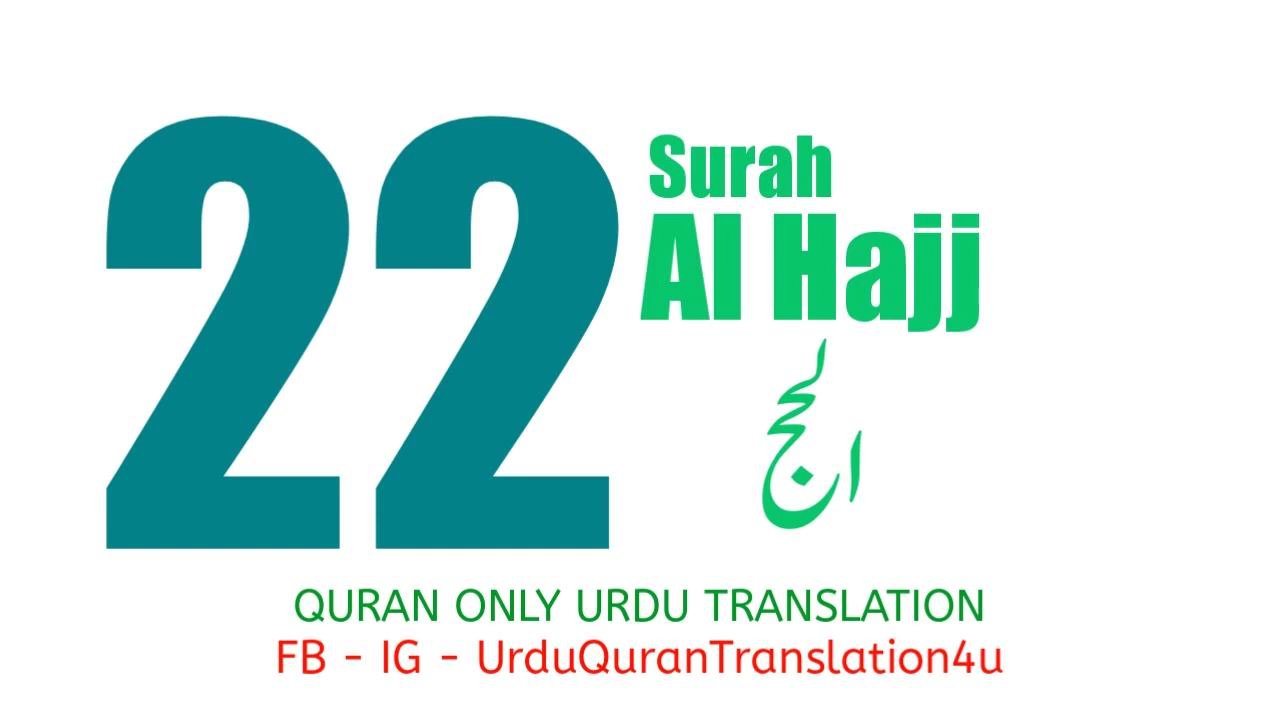 22
Surah
Al Hajj
الحج
QURAN ONLY URDU TRANSLATION
FB - IG - UrduQuranTranslation4u